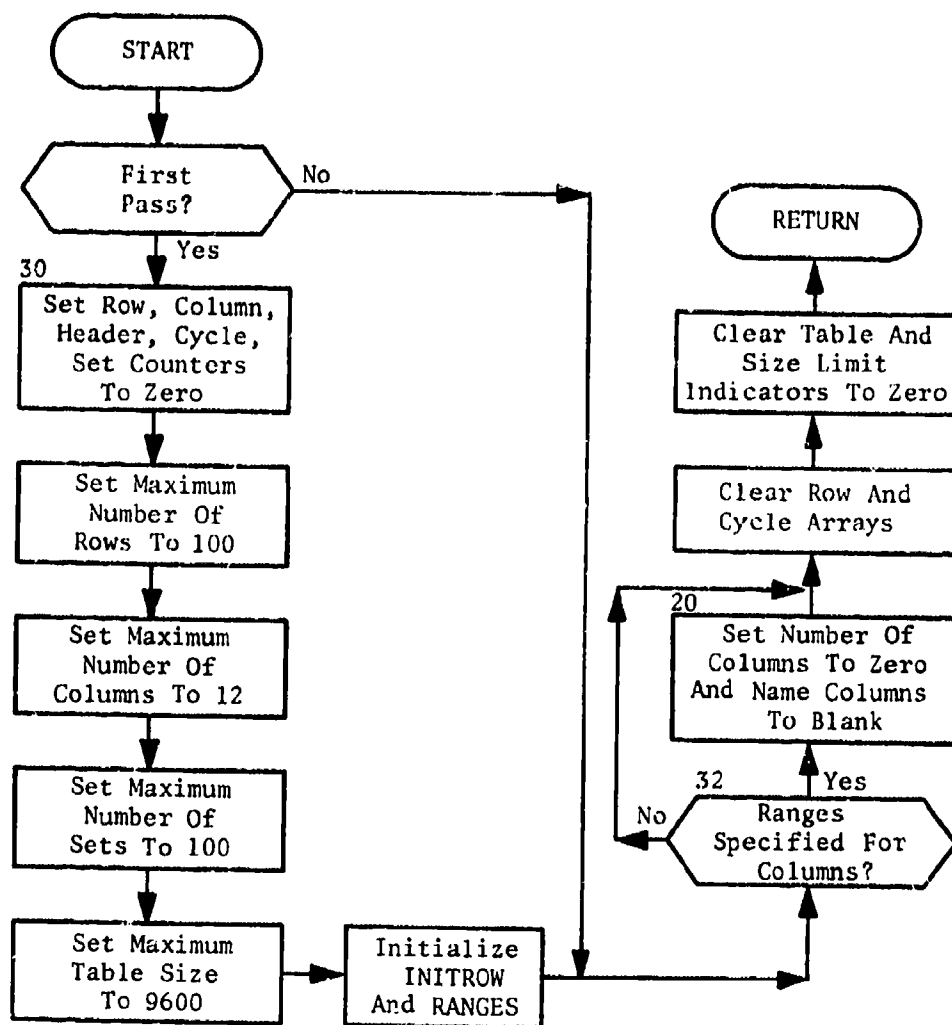 START
First
Pass?
No
Yes
30
Set Row, Column,
Header, Cycle,
Set Counters
To Zero
Set Maximum
Number Of
Rows To 100
Set Maximum
Number Of
Columns To 12
Set Maximum
Number Of
Sets To 100
Set Maximum
Table Size
To 9600
Initialize
INITROW
And RANGES
32
Ranges
Specified For
Columns?
No
Yes
20
Set Number Of
Columns To Zero
And Name Columns
To Blank
Clear Row And
Cycle Arrays
Clear Table And
Size Limit
Indicators To Zero
RETURN